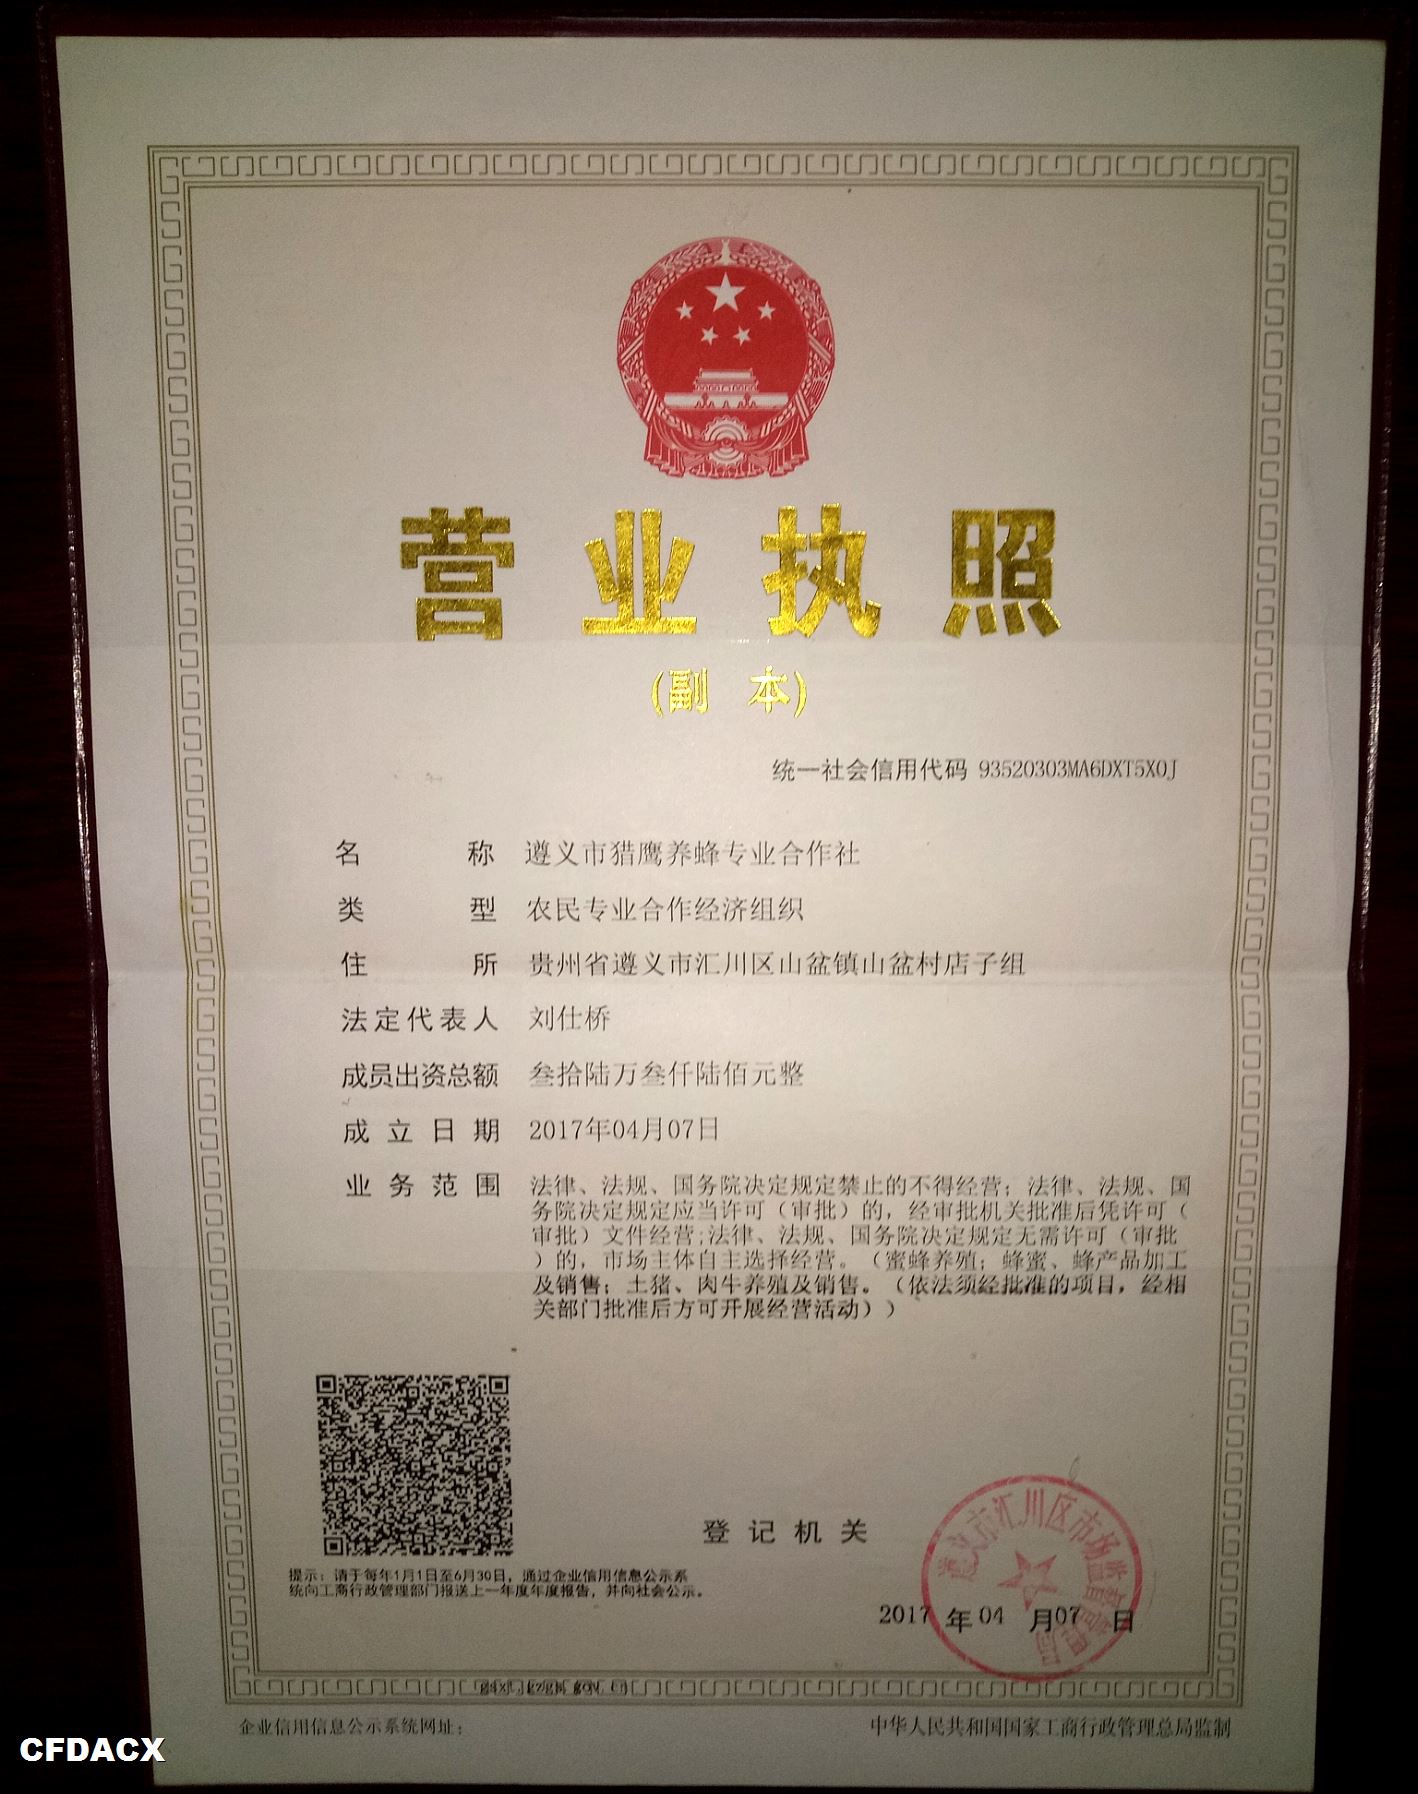 营业执照
(副 本)
统一社会信用代码 93520303MA6DXT5X0J
名称 遵义市猎鹰养蜂专业合作社
类型 农民专业合作经济组织
住所 贵州省遵义市汇川区山盆镇山盆村店子组
法定代表人 刘仕桥
成员出资总额 叁拾陆万叁仟陆佰元整
成立日期 2017年04月07日
业务范围 法律、法规、国务院决定规定禁止的不得经营；法律、法规、国
务院决定规定应当许可（审批）的，经审批机关批准后凭许可（
审批）文件经营;法律、法规、国务院决定规定无需许可（审批
）的，市场主体自主选择经营。（蜜蜂养殖；蜂蜜、蜂产品加工
及销售；土猪、肉牛养殖及销售。（依法须经批准的项目，经相
关部门批准后方可开展经营活动））
登记机关
遵义市汇川区市场监督管理局
2017 年 04 月 07 日
提示：请于每年1月1日至6月30日，通过企业信用信息公示系
统向工商行政管理部门报送上一年度年度报告，并向社会公示。
企业信用信息公示系统网址：
中华人民共和国国家工商行政管理总局监制
CFDACX